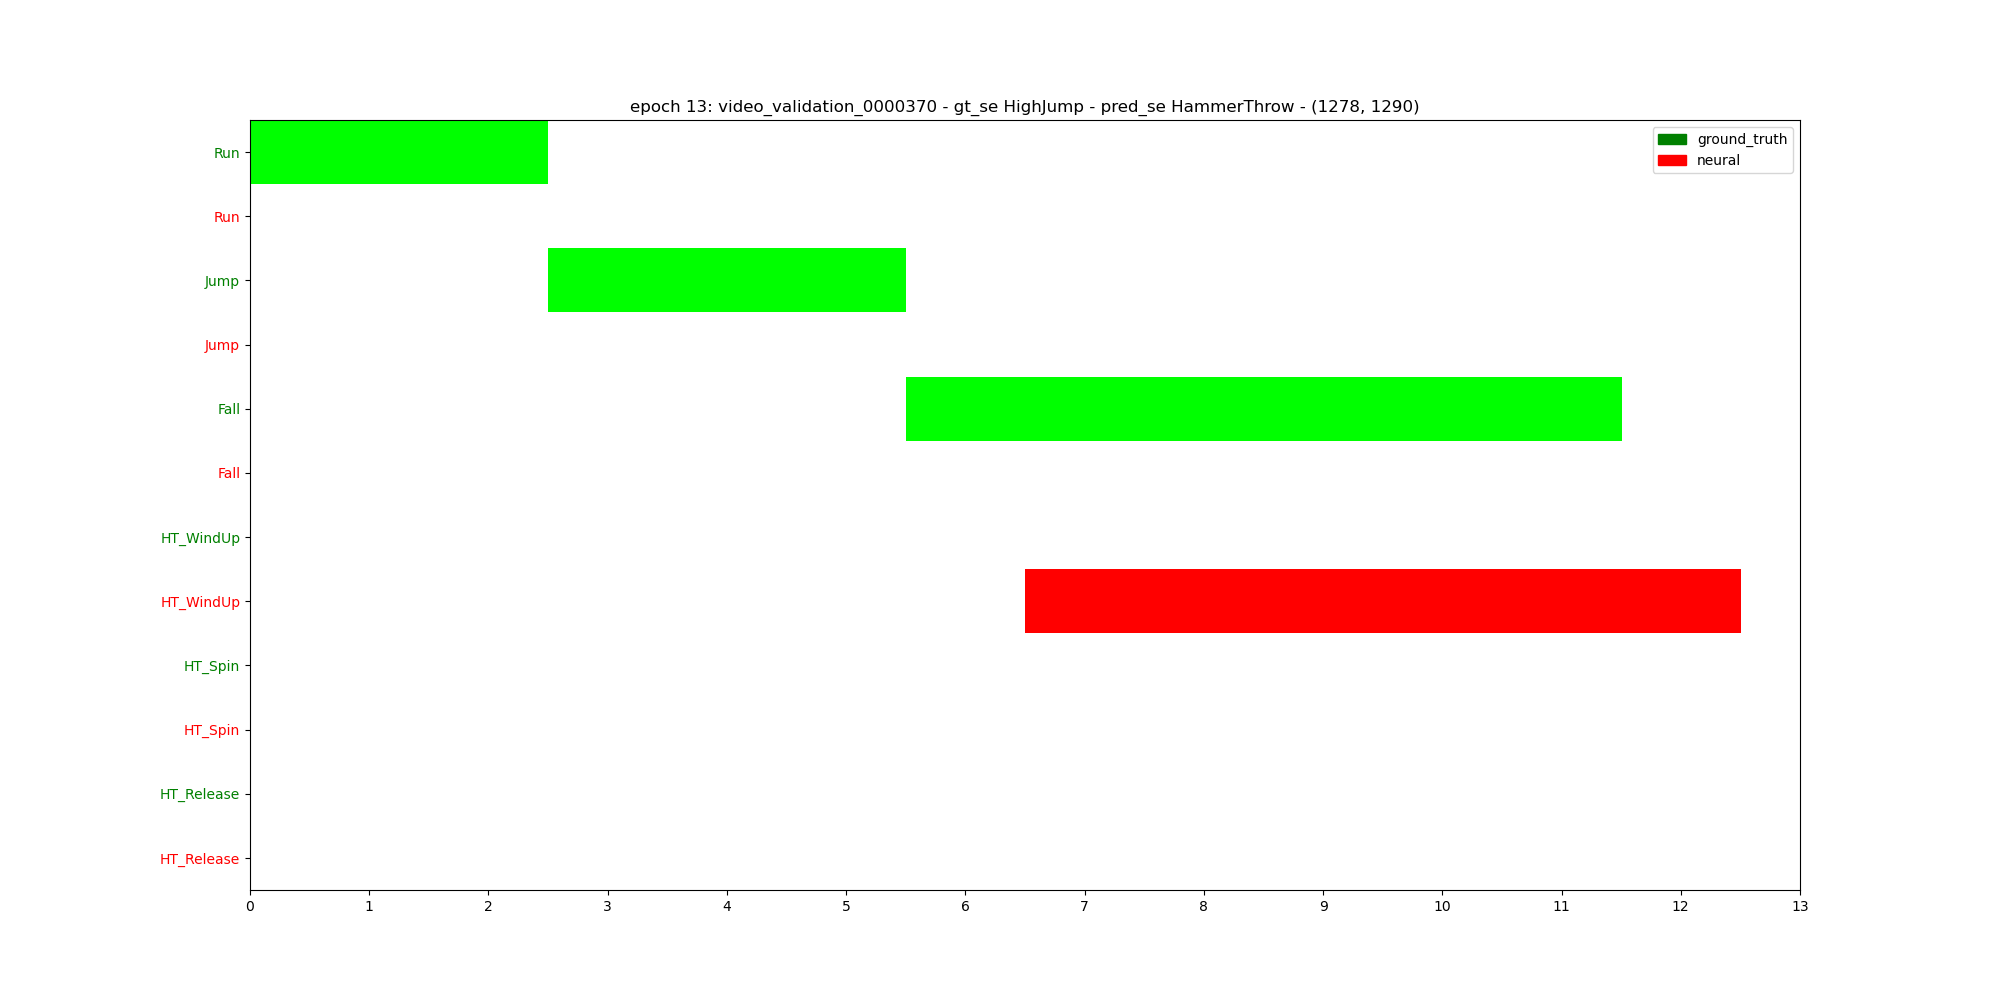 epoch 13: video_validation_0000370 - gt_se HighJump - pred_se HammerThrow - (1278, 1290)
ground_truth
neural
Run
Run
Jump
Jump
Fall
Fall
HT_WindUp
HT_WindUp
HT_Spin
HT_Spin
HT_Release
HT_Release
0 1 2 3 4 5 6 7 8 9 10 11 12 13